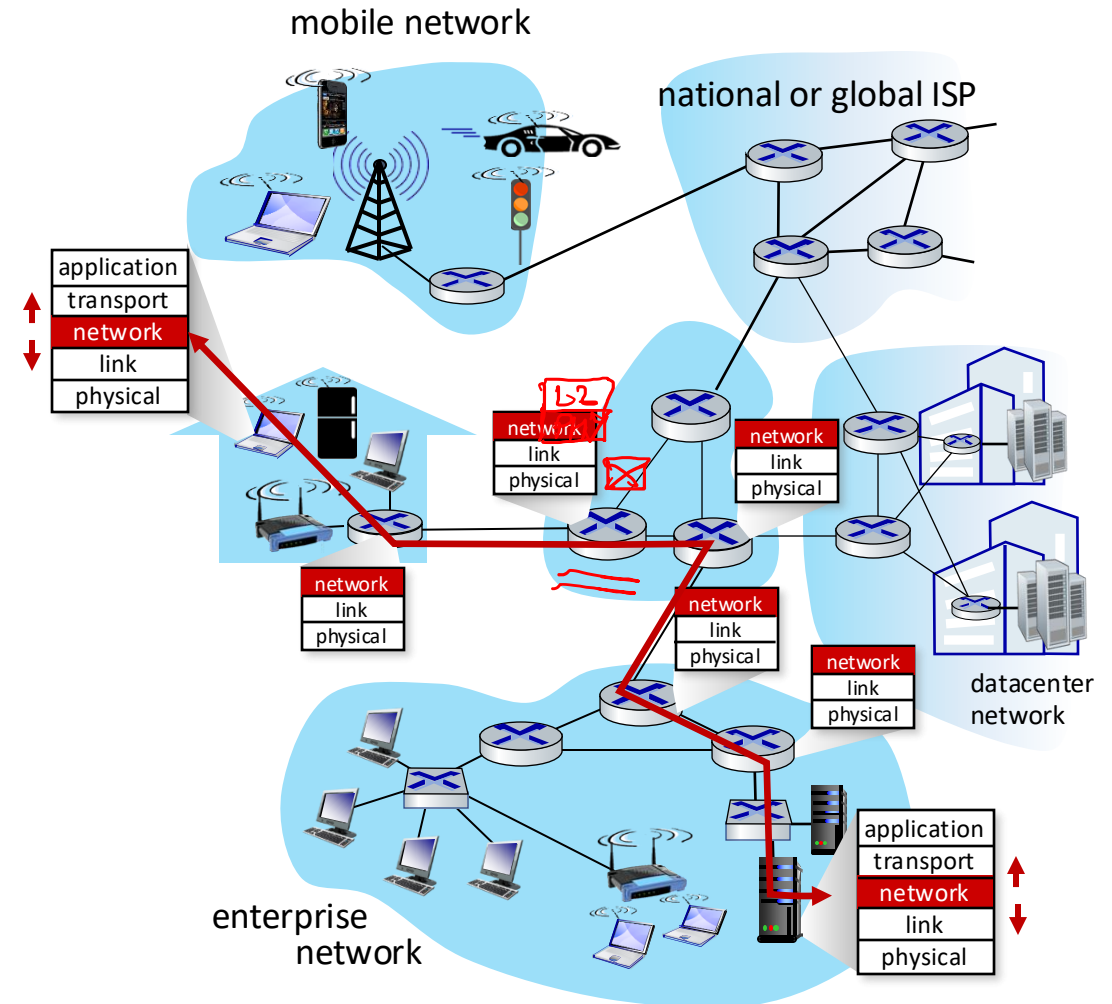 mobile network
national or global ISP
application
transport
network
link
physical
network
link
physical
network
link
physical
network
link
physical
network
link
physical
network
link
physical
datacenter
network
application
transport
network
link
physical
enterprise
network